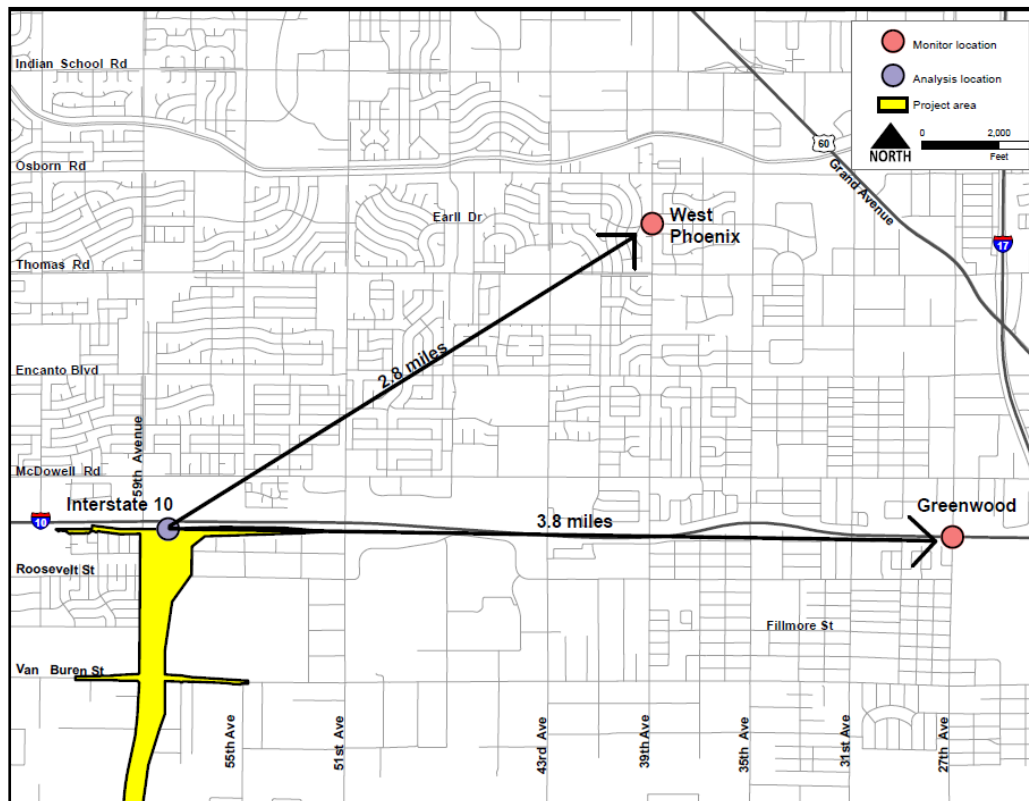 Indian School Rd
Monitor location
Analysis location
Project area
NORTH
0 2,000
Feet
60
Grand Avenue
Osborn Rd
Earll Dr
West
Phoenix
17
Thomas Rd
2.8 miles
Encanto Blvd
59th Avenue
McDowell Rd
Interstate 10
10
3.8 miles
Greenwood
Roosevelt St
Fillmore St
Van Buren St
55th Ave
51st Ave
43rd Ave
39th Ave
35th Ave
31st Ave
27th Ave